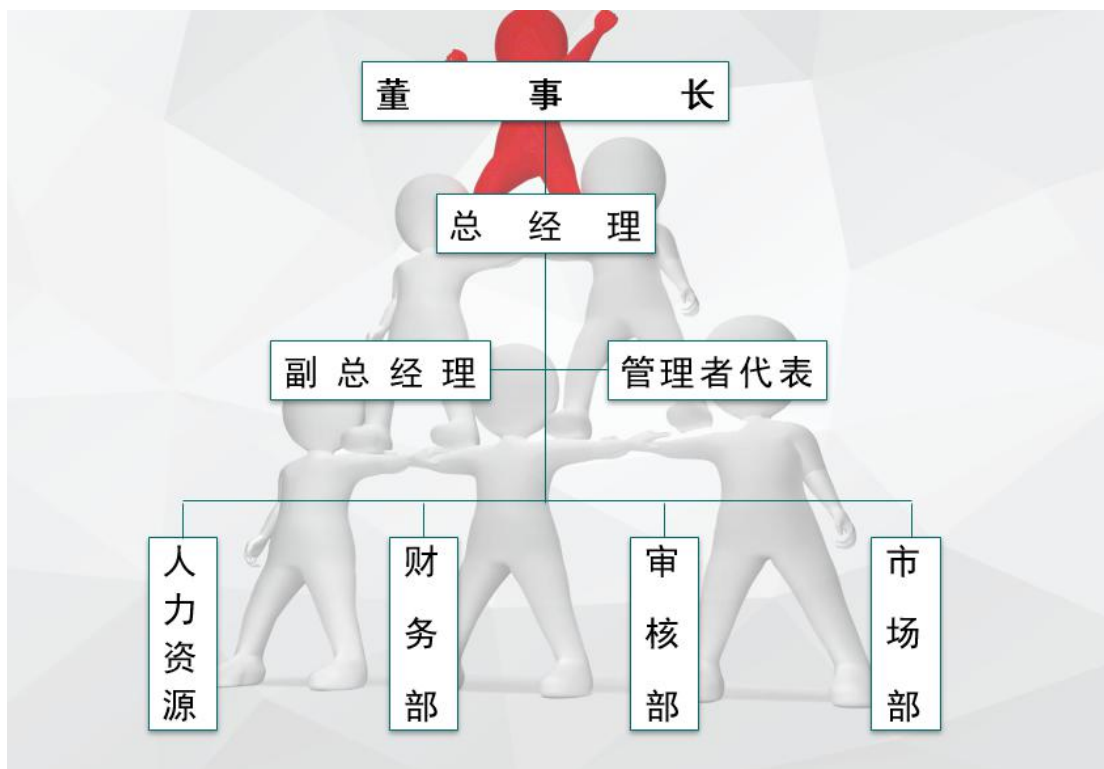 董事长
总经理
副总经理
管理者代表
人力资源
财务部
审核部
市场部